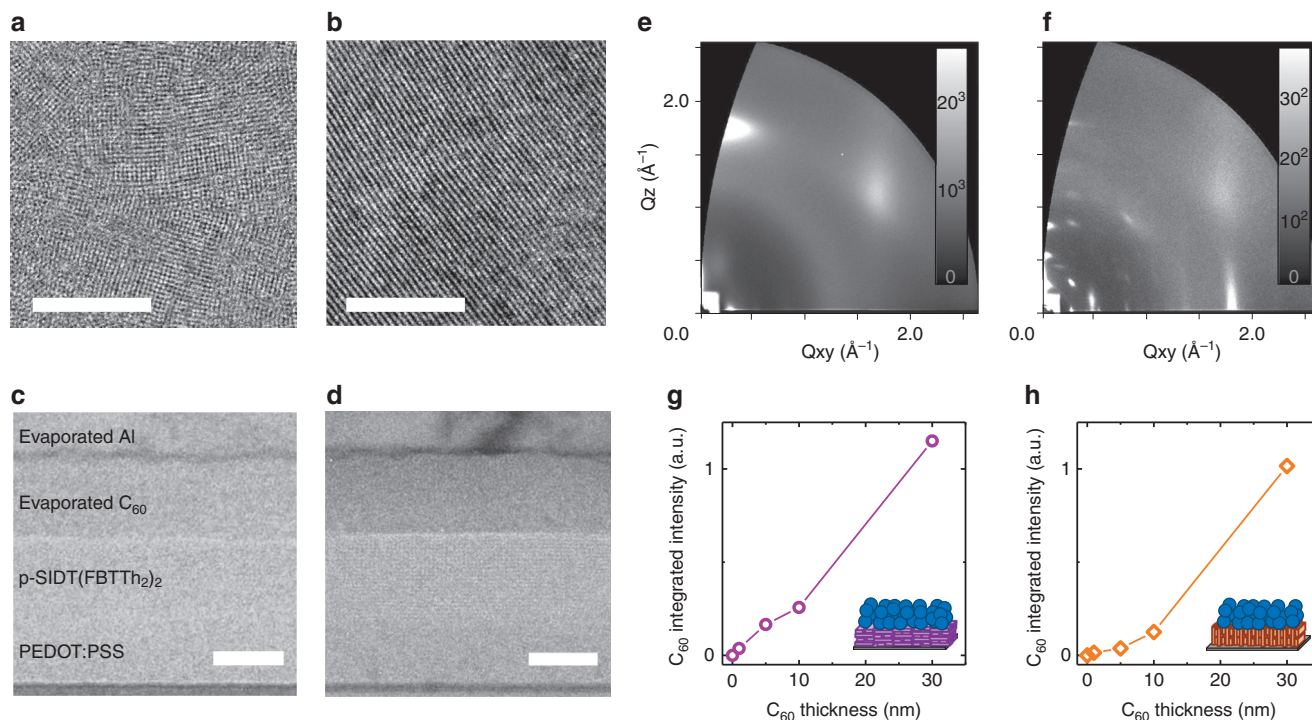 a
b
e
f
2.0
Qz (Å⁻¹)
20³
10³
0
30²
20²
10²
0
0.0
2.0
Qxy (Å⁻¹)
0.0
2.0
Qxy (Å⁻¹)
c
d
g
h
Evaporated Al
Evaporated C₆₀
p-SIDT(FBTTh₂)₂
PEDOT:PSS
C₆₀ integrated intensity (a.u.)
1
0
0
10
20
30
C₆₀ thickness (nm)
C₆₀ integrated intensity (a.u.)
1
0
0
10
20
30
C₆₀ thickness (nm)